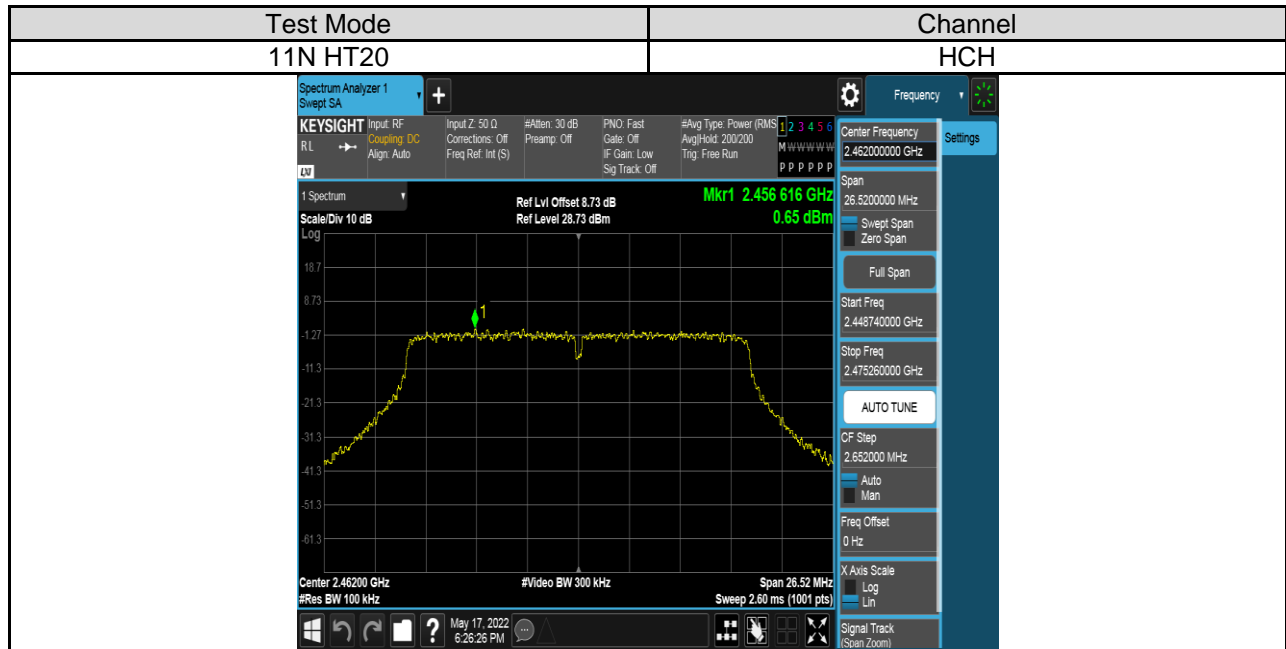 Test Mode Channel
11N HT20 HCH
Spectrum Analyzer 1
Swept SA
Frequency
KEYSIGHT
RL
LXI
Input: RF
Coupling: DC
Align: Auto
Input Z: 50 Ω
Corrections: Off
Freq Ref: Int (S)
#Atten: 30 dB
Preamp: Off
PNO: Fast
Gate: Off
IF Gain: Low
Sig Track: Off
#Avg Type: Power (RMS
Avg|Hold: 200/200
Trig: Free Run
1 2 3 4 5 6
M W W W W W
P P P P P P
1 Spectrum
Scale/Div 10 dB
Log
Ref Lvl Offset 8.73 dB
Ref Level 28.73 dBm
Mkr1 2.456 616 GHz
0.65 dBm
18.7
8.73
1
-1.27
-11.3
-21.3
-31.3
-41.3
-51.3
-61.3
Center 2.46200 GHz
#Video BW 300 kHz
Span 26.52 MHz
#Res BW 100 kHz
Sweep 2.60 ms (1001 pts)
?
May 17, 2022
6:26:26 PM
Settings
Center Frequency
2.462000000 GHz
Span
26.5200000 MHz
Swept Span
Zero Span
Full Span
Start Freq
2.448740000 GHz
Stop Freq
2.475260000 GHz
AUTO TUNE
CF Step
2.652000 MHz
Auto
Man
Freq Offset
0 Hz
X Axis Scale
Log
Lin
Signal Track
(Span Zoom)